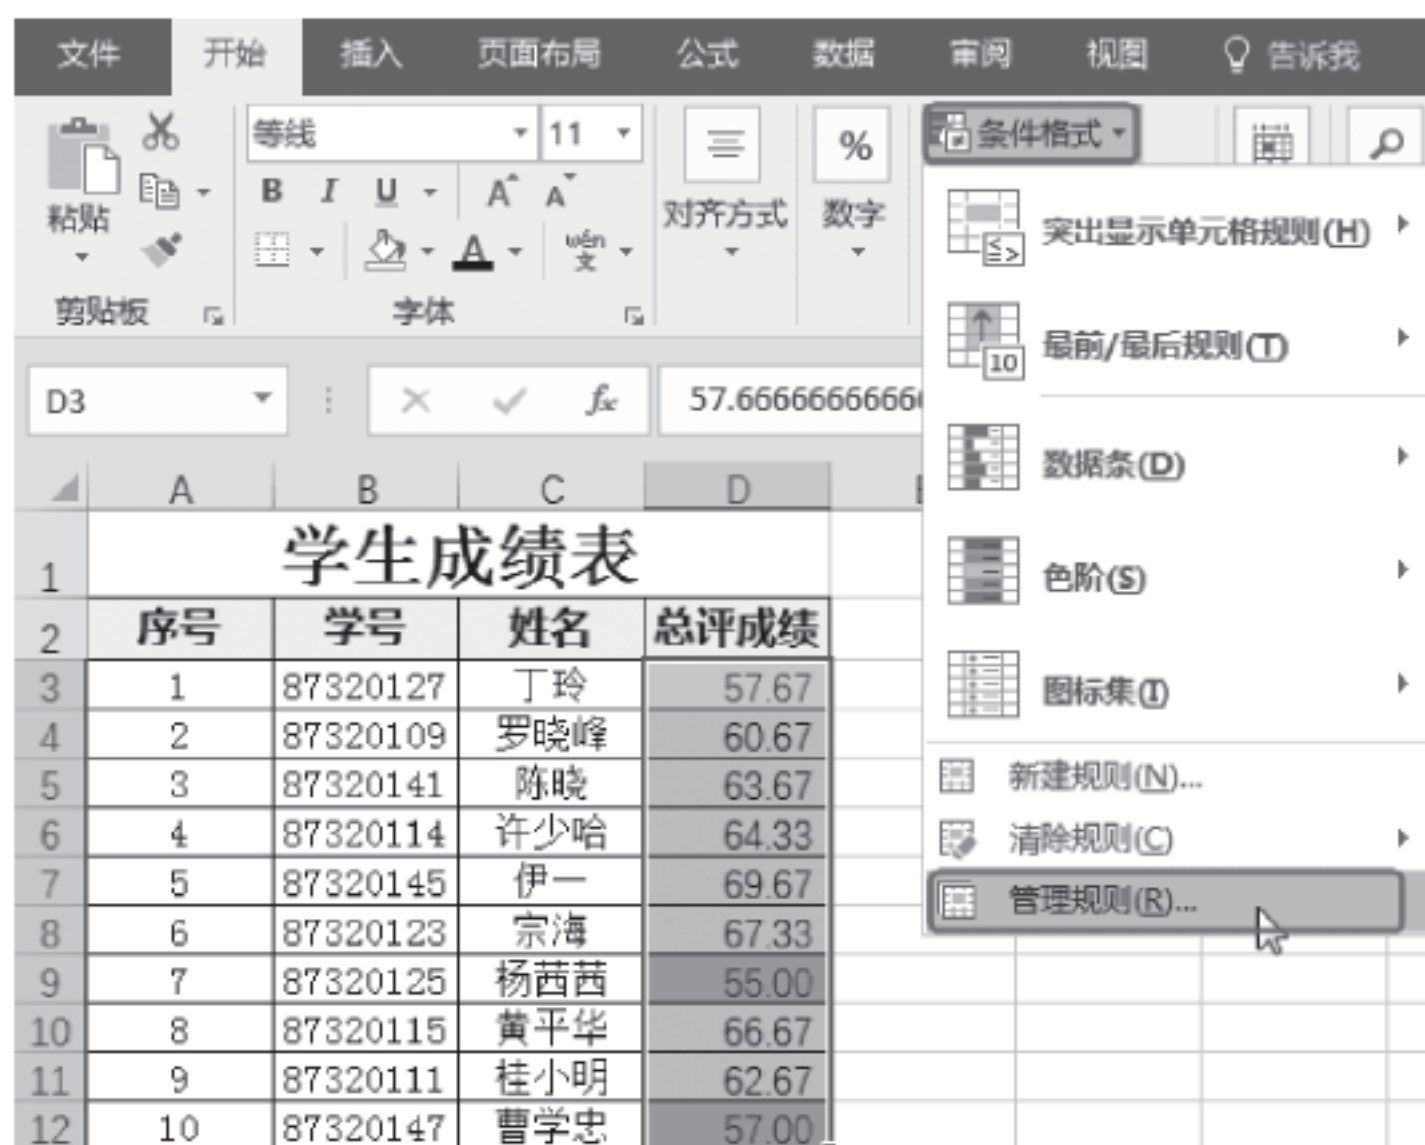 文件 开始 插入 页面布局 公式 数据 审阅 视图 告诉我
等线 11 % 条件格式
粘贴 B I U A A 对齐方式 数字
A wén 文
剪贴板 字体
突出显示单元格规则(H)
最前/最后规则(T)
数据条(D)
色阶(S)
图标集(I)
新建规则(N)...
清除规则(C)
管理规则(R)...
D3 fx 57.666666666666
A B C D
1 学生成绩表
2 序号 学号 姓名 总评成绩
3 1 87320127 丁玲 57.67
4 2 87320109 罗晓峰 60.67
5 3 87320141 陈晓 63.67
6 4 87320114 许少哈 64.33
7 5 87320145 伊一 69.67
8 6 87320123 宗海 67.33
9 7 87320125 杨茜茜 55.00
10 8 87320115 黄平华 66.67
11 9 87320111 桂小明 62.67
12 10 87320147 曹学忠 57.00